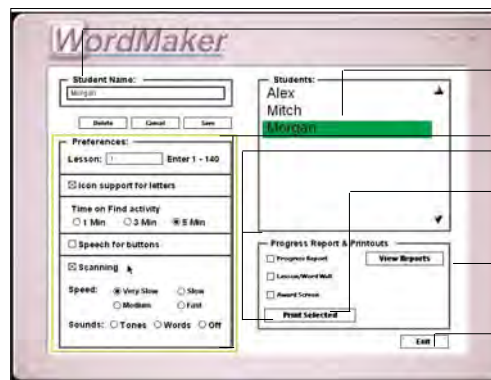 WordMaker
Student Name:
Morgan
Delete Cancel Save
Preferences:
Lesson: 1 Enter 1 - 140
Icon support for letters
Time on Find activity
1 Min 3 Min 5 Min
Speech for buttons
Scanning
Speed: Very Slow Slow
Medium Fast
Sounds: Tones Words Off
Students:
Alex
Mitch
Morgan
Progress Report & Printouts
Progress Report View Reports
Lesson/Word Wall
Award Screen
Print Selected
Exit